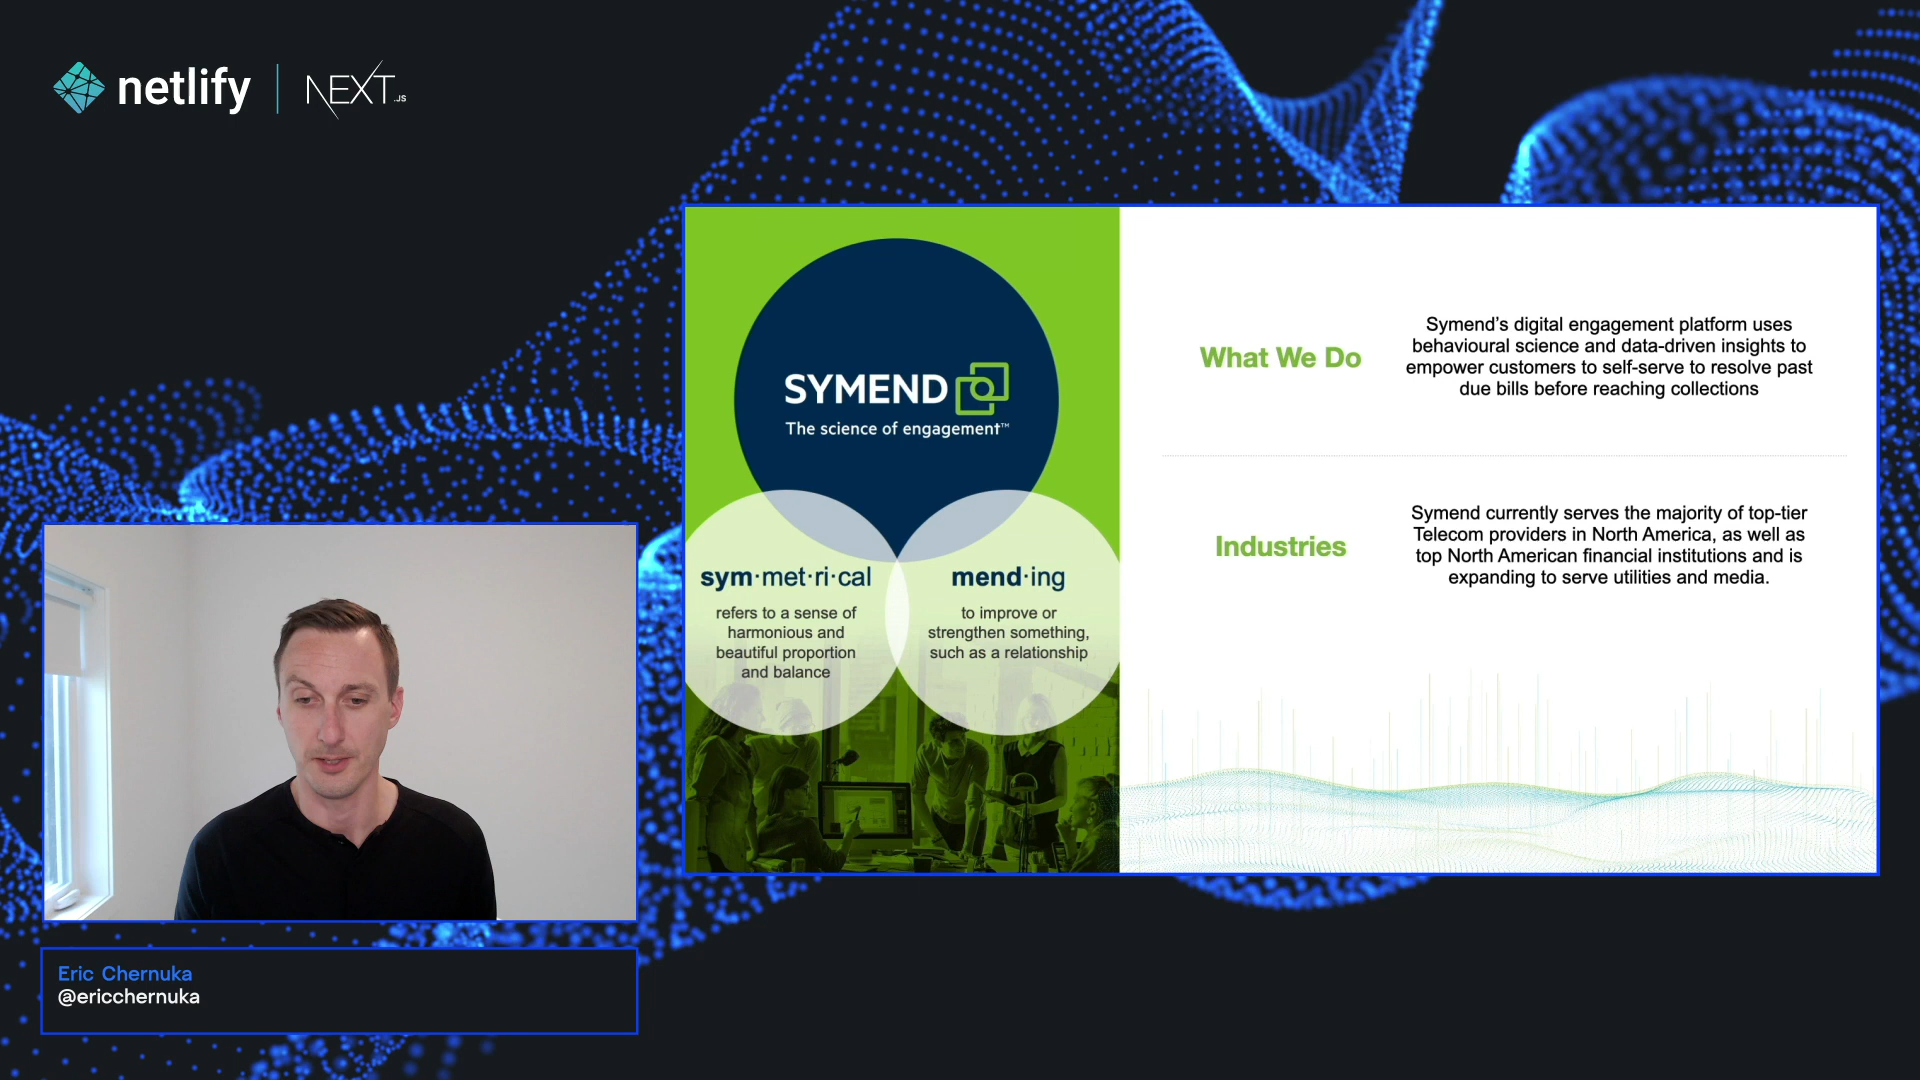 netlify
NEXT.JS
SYMEND
The science of engagement™
sym·met·ri·cal
refers to a sense of
harmonious and
beautiful proportion
and balance
mend·ing
to improve or
strengthen something,
such as a relationship
What We Do
Symend’s digital engagement platform uses
behavioural science and data-driven insights to
empower customers to self-serve to resolve past
due bills before reaching collections
Industries
Symend currently serves the majority of top-tier
Telecom providers in North America, as well as
top North American financial institutions and is
expanding to serve utilities and media.
Eric Chernuka
@ericchernuka